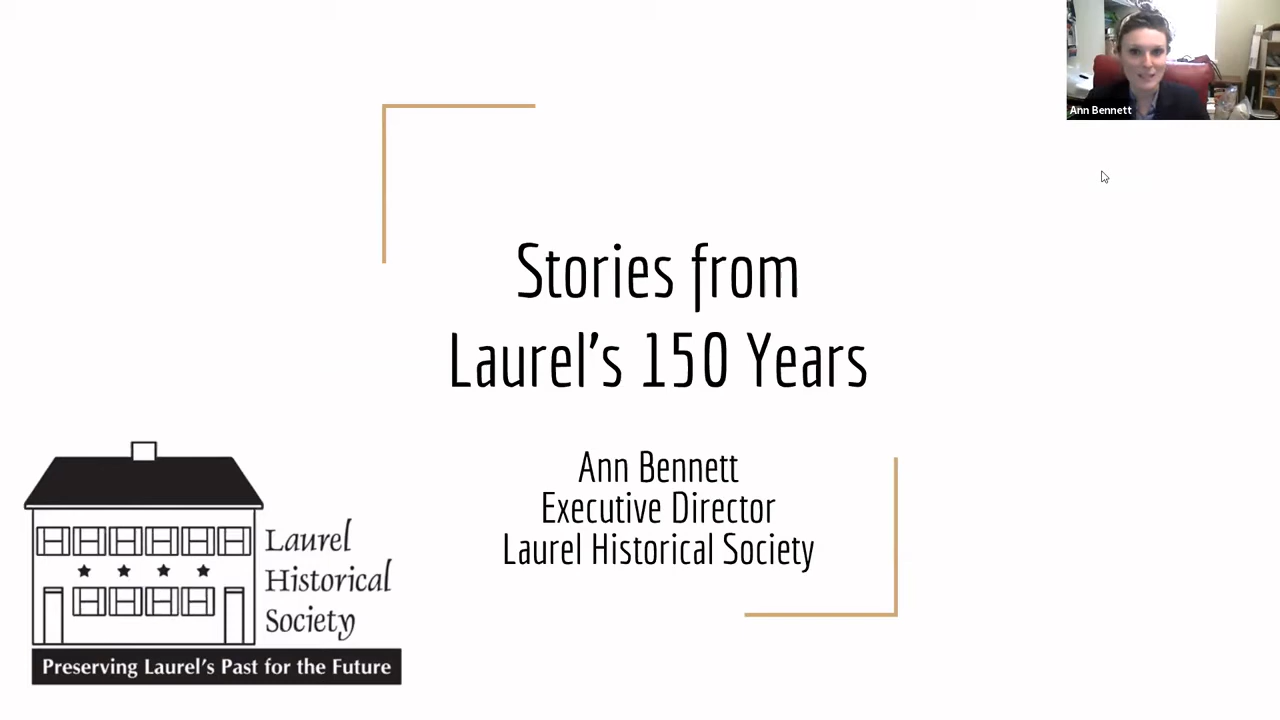 Ann Bennett
Stories from
Laurel's 150 Years
Ann Bennett
Executive Director
Laurel Historical Society
Laurel
Historical
Society
Preserving Laurel's Past for the Future